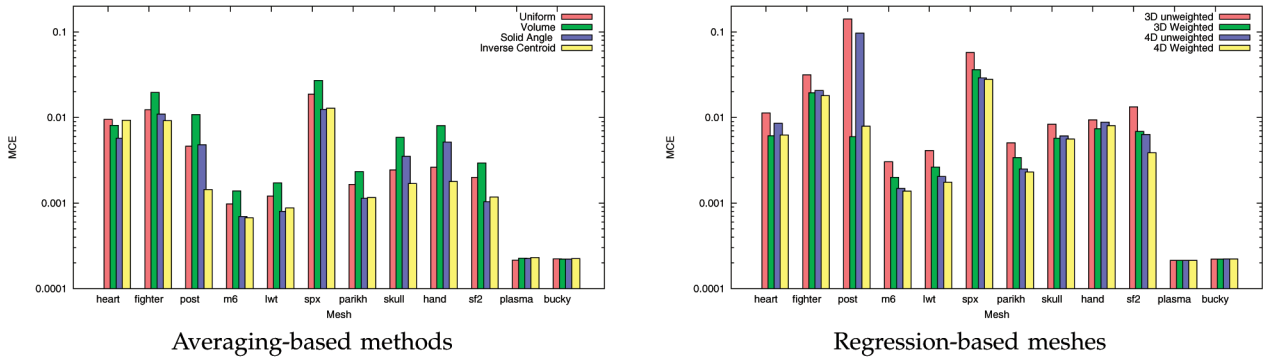 Uniform
Volume
Solid Angle
Inverse Centroid
0.1
0.01
0.001
0.0001
MCE
heart fighter post m6 lwt spx parikh skull hand sf2 plasma bucky
Mesh
Averaging-based methods
3D unweighted
3D Weighted
4D unweighted
4D Weighted
0.1
0.01
0.001
0.0001
MCE
heart fighter post m6 lwt spx parikh skull hand sf2 plasma bucky
Mesh
Regression-based meshes